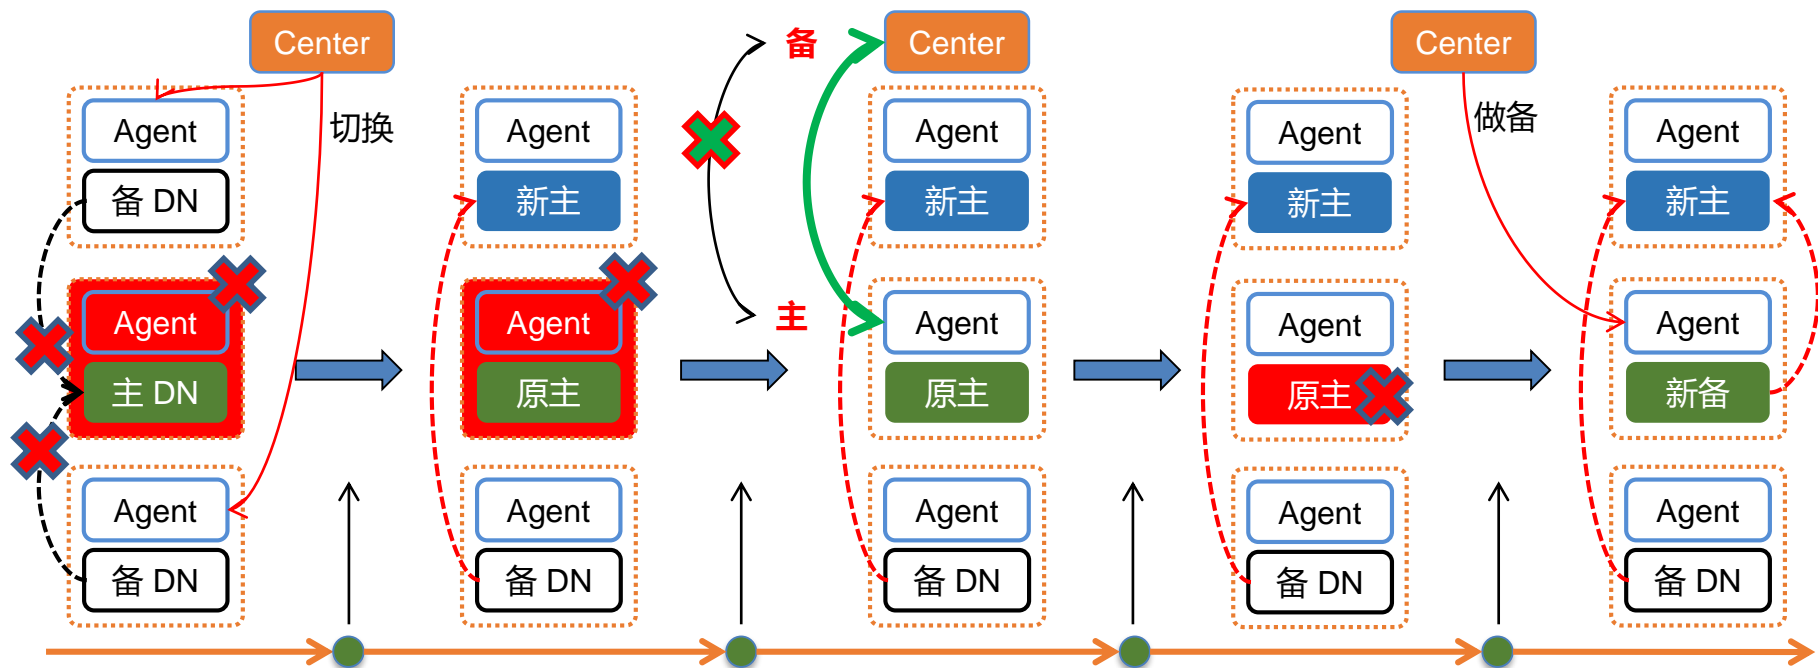 Center
切换
Agent
备 DN
Agent
主 DN
Agent
备 DN
Agent
新主
Agent
原主
Agent
备 DN
备
主
Center
Agent
新主
Agent
原主
Agent
备 DN
Agent
新主
Agent
原主
Agent
备 DN
Center
做备
Agent
新主
Agent
新备
Agent
备 DN